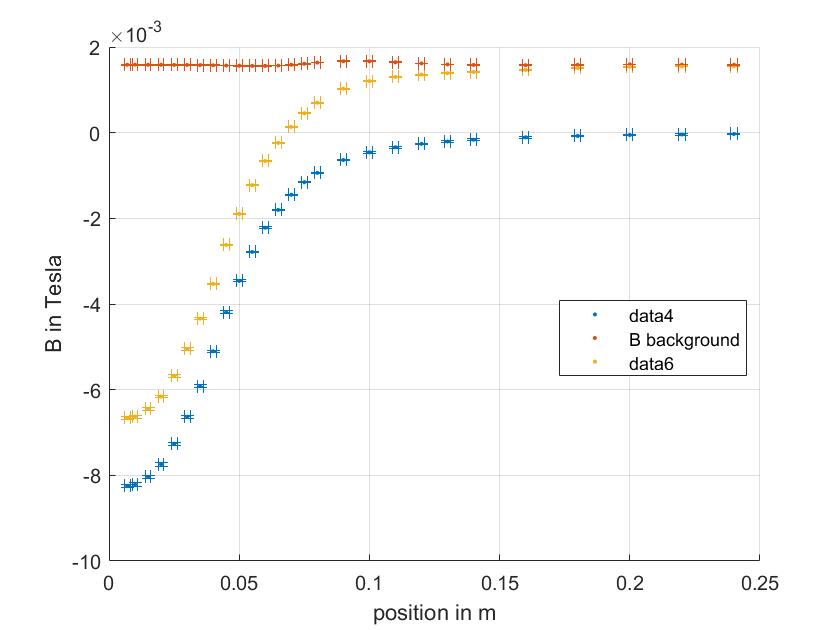 ×10⁻³
2
0
-2
-4
-6
-8
-10
0 0.05 0.1 0.15 0.2 0.25
B in Tesla
position in m
data4
B background
data6